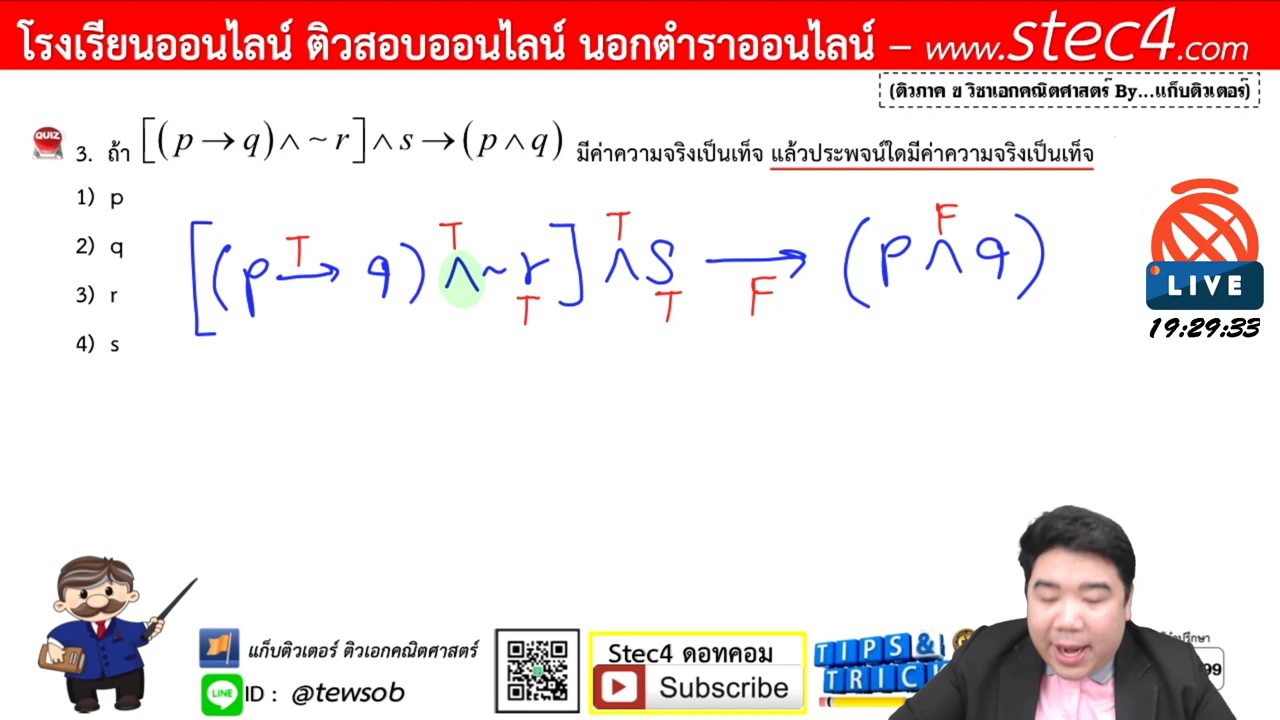 โรงเรียนออนไลน์ ติวสอบออนไลน์ นอกตำราออนไลน์ – www.stec4.com
(ติวภาค ข วิชาเอกคณิตศาสตร์ By...แก็บติวเตอร์)
QUIZ
3. ถ้า [(p → q) ∧ ~ r] ∧ s → (p ∧ q) มีค่าความจริงเป็นเท็จ แล้วประพจน์ใดมีค่าความจริงเป็นเท็จ
1) p
2) q
3) r
4) s
T T T F
[(p → q) ∧ ~ r] ∧ s → (p ∧ q)
T T F
LIVE
19:29:33
แก็บติวเตอร์ ติวเอกคณิตศาสตร์
LINE ID : @tewsob
Stec4 ดอทคอม
Subscribe
TIPS &
TRIC
99